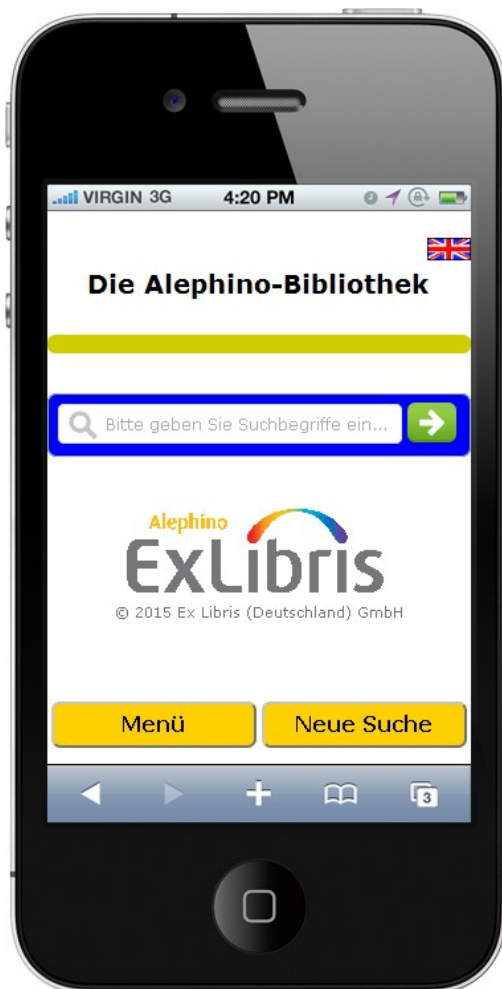 VIRGIN 3G 4:20 PM
Die Alephino-Bibliothek
Bitte geben Sie Suchbegriffe ein...
Alephino
ExLibris
© 2015 Ex Libris (Deutschland) GmbH
Menü Neue Suche
3